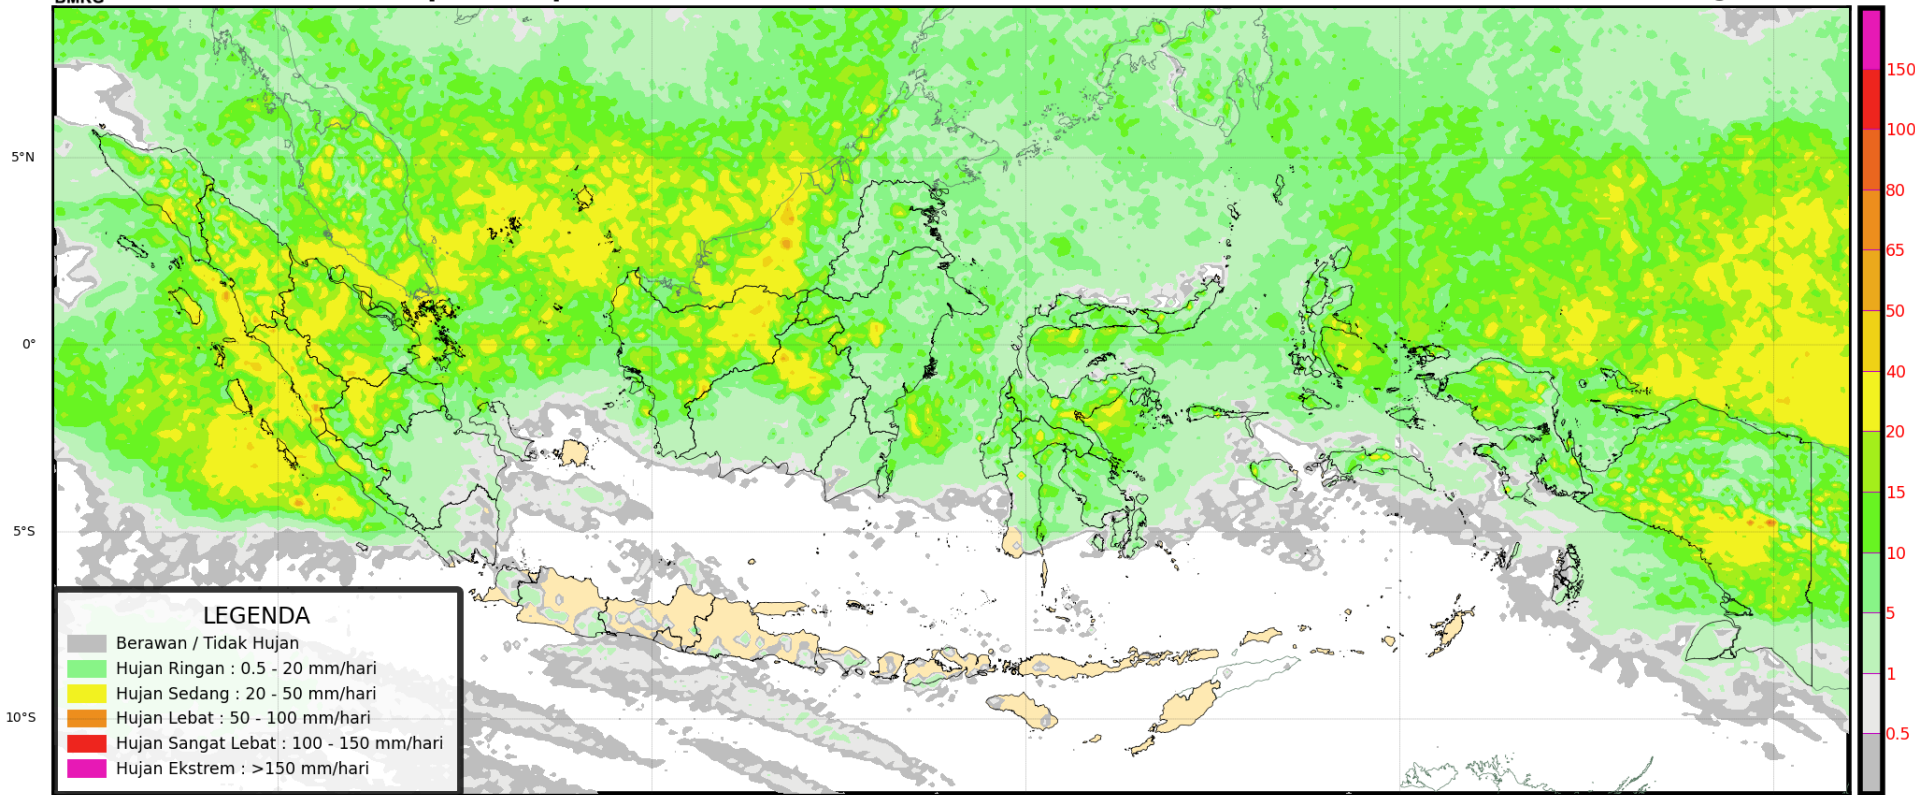 BMKG
5°N
0°
5°S
10°S
LEGENDA
Berawan / Tidak Hujan
Hujan Ringan : 0.5 - 20 mm/hari
Hujan Sedang : 20 - 50 mm/hari
Hujan Lebat : 50 - 100 mm/hari
Hujan Sangat Lebat : 100 - 150 mm/hari
Hujan Ekstrem : >150 mm/hari
150
100
80
65
50
40
20
15
10
5
1
0.5